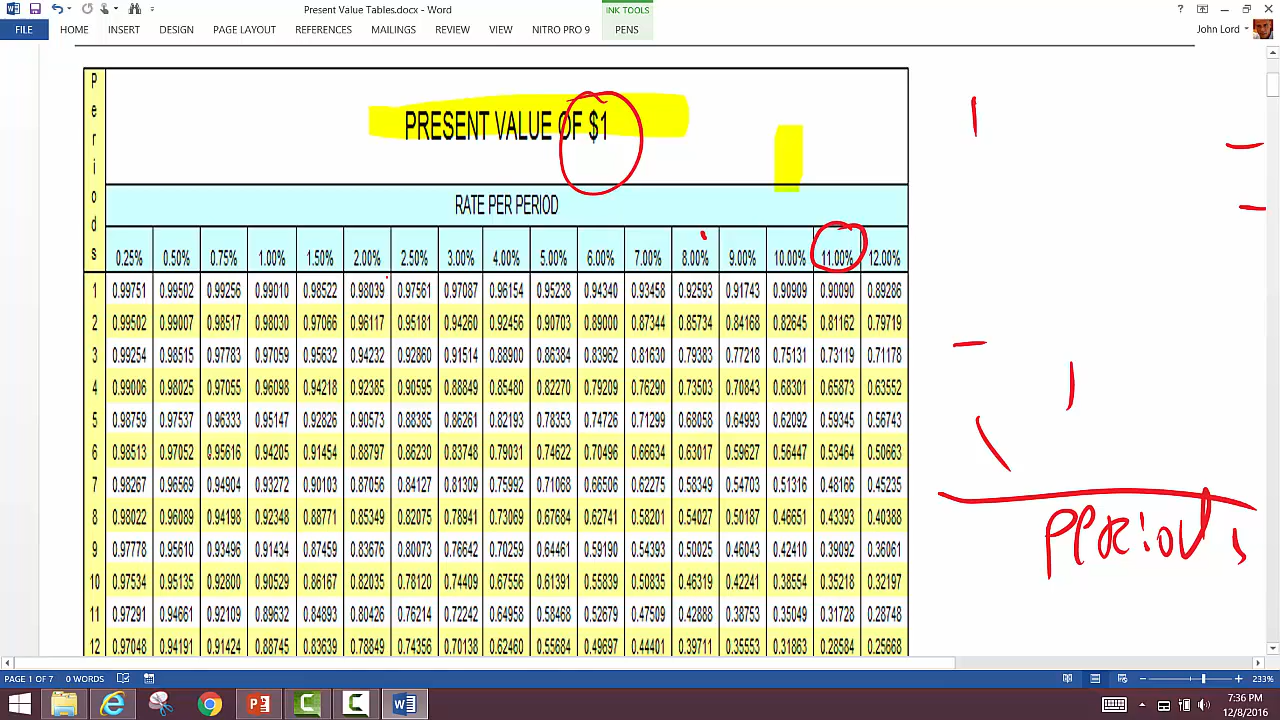 Present Value Tables.docx - Word
INK TOOLS
FILE HOME INSERT DESIGN PAGE LAYOUT REFERENCES MAILINGS REVIEW VIEW NITRO PRO 9 PENS John Lord
Periods
PRESENT VALUE OF $1
RATE PER PERIOD
0.25% 0.50% 0.75% 1.00% 1.50% 2.00% 2.50% 3.00% 4.00% 5.00% 6.00% 7.00% 8.00% 9.00% 10.00% 11.00% 12.00%
1 0.99751 0.99502 0.99256 0.99010 0.98522 0.98039 0.97561 0.97087 0.96154 0.95238 0.94340 0.93458 0.92593 0.91743 0.90909 0.90090 0.89286
2 0.99502 0.99007 0.98517 0.98030 0.97066 0.96117 0.95181 0.94260 0.92456 0.90703 0.89000 0.87344 0.85734 0.84168 0.82645 0.81162 0.79719
3 0.99254 0.98515 0.97783 0.97059 0.95632 0.94232 0.92860 0.91514 0.88900 0.86384 0.83962 0.81630 0.79383 0.77218 0.75131 0.73119 0.71178
4 0.99006 0.98025 0.97055 0.96098 0.94218 0.92385 0.90595 0.88849 0.85480 0.82270 0.79209 0.76290 0.73503 0.70843 0.68301 0.65873 0.63552
5 0.98759 0.97537 0.96333 0.95147 0.92826 0.90573 0.88385 0.86261 0.82193 0.78353 0.74726 0.71299 0.68058 0.64993 0.62092 0.59345 0.56743
6 0.98513 0.97052 0.95616 0.94205 0.91454 0.88797 0.86230 0.83748 0.79031 0.74622 0.70496 0.66634 0.63017 0.59627 0.56447 0.53464 0.50663
7 0.98267 0.96569 0.94904 0.93272 0.90103 0.87056 0.84127 0.81309 0.75992 0.71068 0.66506 0.62275 0.58349 0.54703 0.51316 0.48166 0.45235
8 0.98022 0.96089 0.94198 0.92348 0.88771 0.85349 0.82075 0.78941 0.73069 0.67684 0.62741 0.58201 0.54027 0.50187 0.46651 0.43393 0.40388
9 0.97778 0.95610 0.93496 0.91434 0.87459 0.83676 0.80073 0.76642 0.70259 0.64461 0.59190 0.54393 0.50025 0.46043 0.42410 0.39092 0.36061
10 0.97534 0.95135 0.92800 0.90529 0.86167 0.82035 0.78120 0.74409 0.67556 0.61391 0.55839 0.50835 0.46319 0.42241 0.38554 0.35218 0.32197
11 0.97291 0.94661 0.92109 0.89632 0.84893 0.80426 0.76214 0.72242 0.64958 0.58468 0.52679 0.47509 0.42888 0.38753 0.35049 0.31728 0.28748
12 0.97048 0.94191 0.91424 0.88745 0.83639 0.78849 0.74356 0.70138 0.62460 0.55684 0.49697 0.44401 0.39711 0.35553 0.31863 0.28584 0.25668
PAGE 1 OF 7 0 WORDS 233%
7:36 PM
12/8/2016